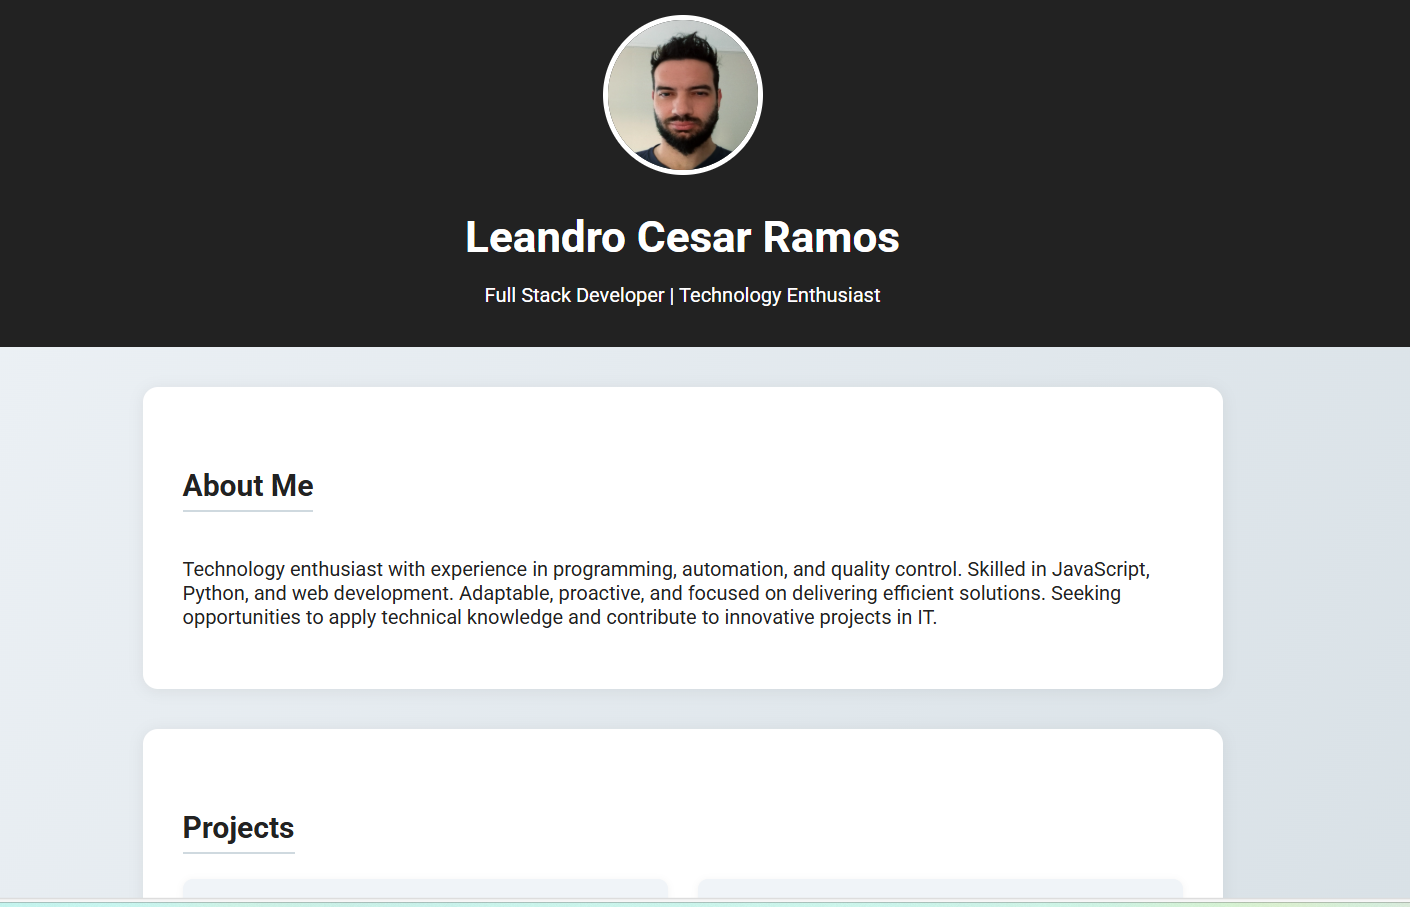 Leandro Cesar Ramos
Full Stack Developer | Technology Enthusiast
About Me
Technology enthusiast with experience in programming, automation, and quality control. Skilled in JavaScript,
Python, and web development. Adaptable, proactive, and focused on delivering efficient solutions. Seeking
opportunities to apply technical knowledge and contribute to innovative projects in IT.
Projects